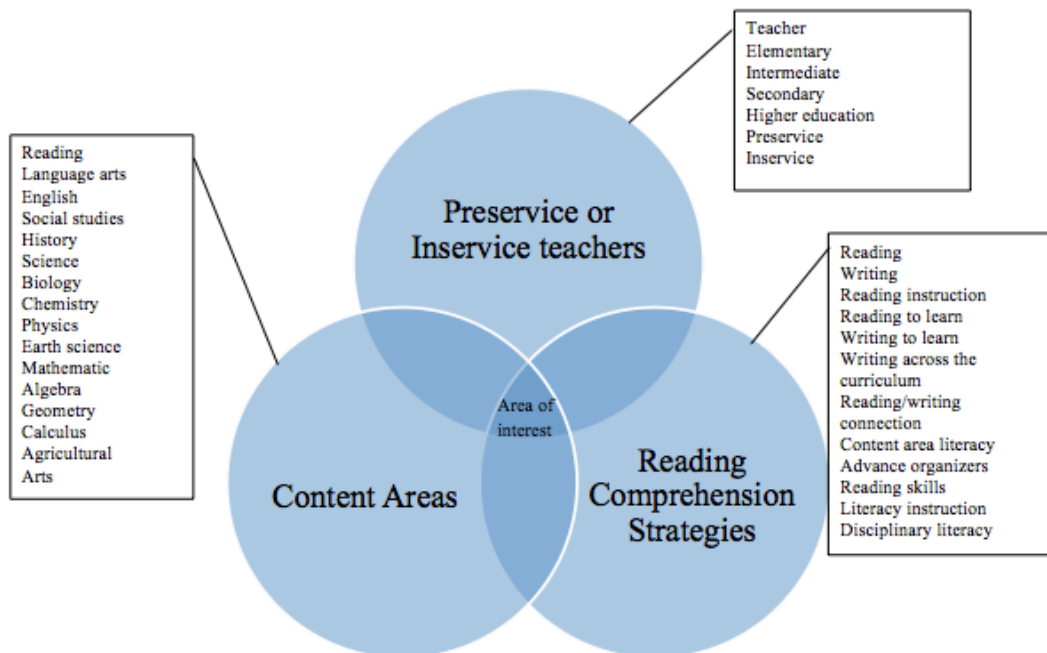 Teacher
Elementary
Intermediate
Secondary
Higher education
Preservice
Inservice
Reading
Language arts
English
Social studies
History
Science
Biology
Chemistry
Physics
Earth science
Mathematic
Algebra
Geometry
Calculus
Agricultural
Arts
Preservice or
Inservice teachers
Reading
Writing
Reading instruction
Reading to learn
Writing to learn
Writing across the
curriculum
Reading/writing
connection
Content area literacy
Advance organizers
Reading skills
Literacy instruction
Disciplinary literacy
Area of
interest
Content Areas
Reading
Comprehension
Strategies